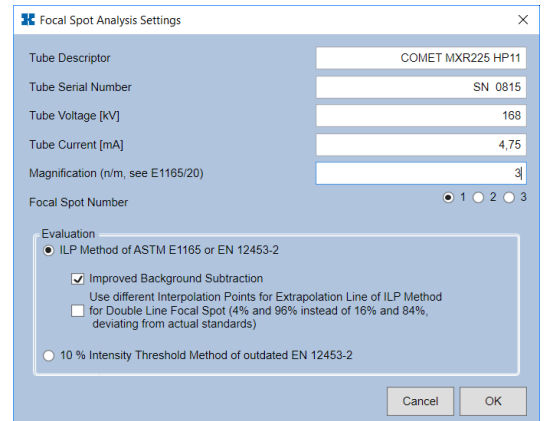 Focal Spot Analysis Settings
Tube Descriptor
COMET MXR225 HP11
Tube Serial Number
SN 0815
Tube Voltage [kV]
168
Tube Current [mA]
4,75
Magnification (n/m, see E1165/20)
3
Focal Spot Number
1 2 3
Evaluation
ILP Method of ASTM E1165 or EN 12453-2
Improved Background Subtraction
Use different Interpolation Points for Extrapolation Line of ILP Method
for Double Line Focal Spot (4% and 96% instead of 16% and 84%,
deviating from actual standards)
10 % Intensity Threshold Method of outdated EN 12453-2
Cancel OK